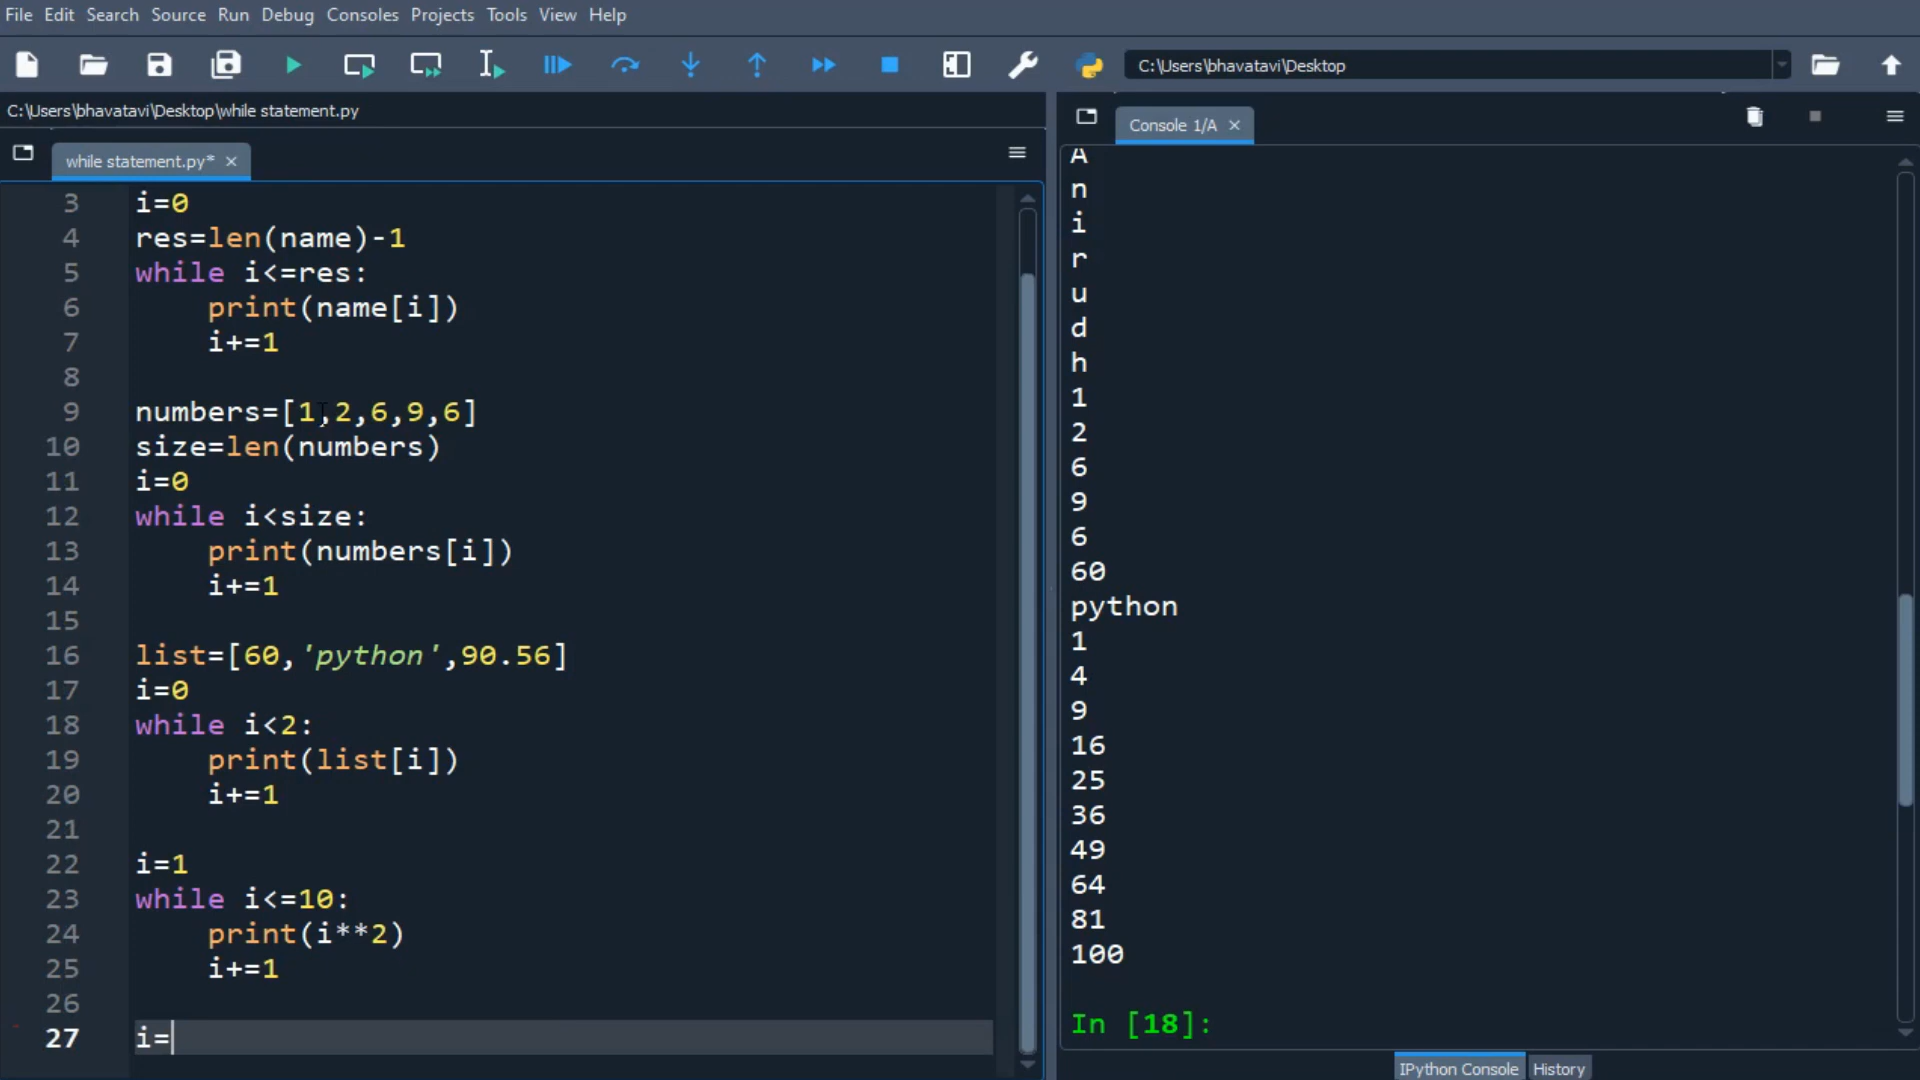 File Edit Search Source Run Debug Consoles Projects Tools View Help
C:\Users\bhavatavi\Desktop
C:\Users\bhavatavi\Desktop\while statement.py
while statement.py*
3 i=0
4 res=len(name)-1
5 while i<=res:
6 print(name[i])
7 i+=1
8
9 numbers=[1,2,6,9,6]
10 size=len(numbers)
11 i=0
12 while i<size:
13 print(numbers[i])
14 i+=1
15
16 list=[60,'python',90.56]
17 i=0
18 while i<2:
19 print(list[i])
20 i+=1
21
22 i=1
23 while i<=10:
24 print(i**2)
25 i+=1
26
27 i=
Console 1/A
A
n
i
r
u
d
h
1
2
6
9
6
60
python
1
4
9
16
25
36
49
64
81
100
In [18]:
IPython Console History